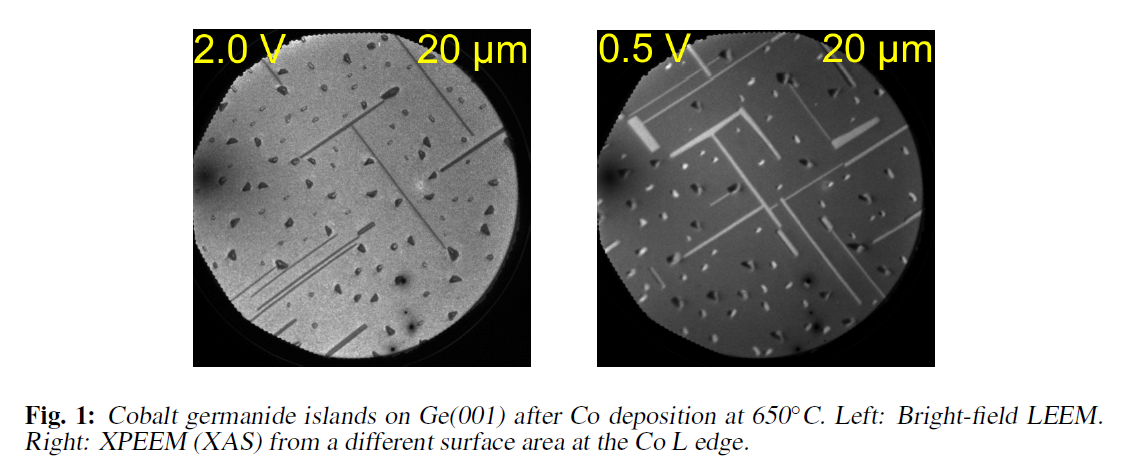 2.0 V 20 μm
0.5 V 20 μm
Fig. 1: Cobalt germanide islands on Ge(001) after Co deposition at 650°C. Left: Bright-field LEEM.
Right: XPEEM (XAS) from a different surface area at the Co L edge.